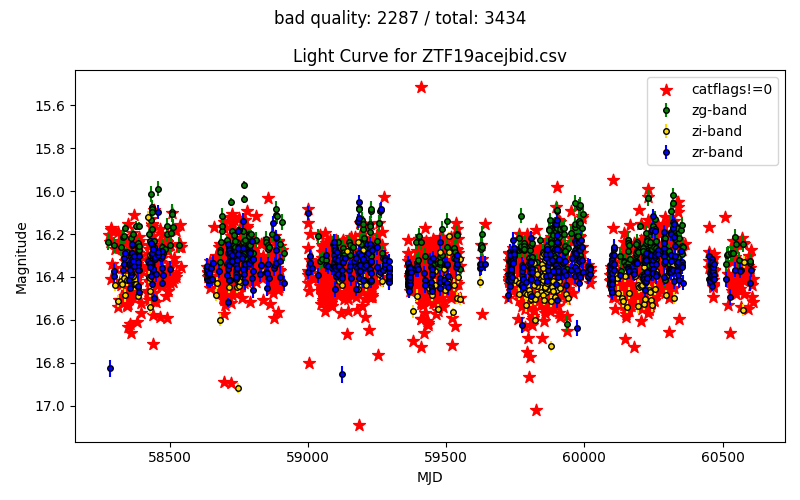 bad quality: 2287 / total: 3434
Light Curve for ZTF19acejbid.csv
catflags!=0
zg-band
zi-band
zr-band
Magnitude
15.6
15.8
16.0
16.2
16.4
16.6
16.8
17.0
58500
59000
59500
60000
60500
MJD